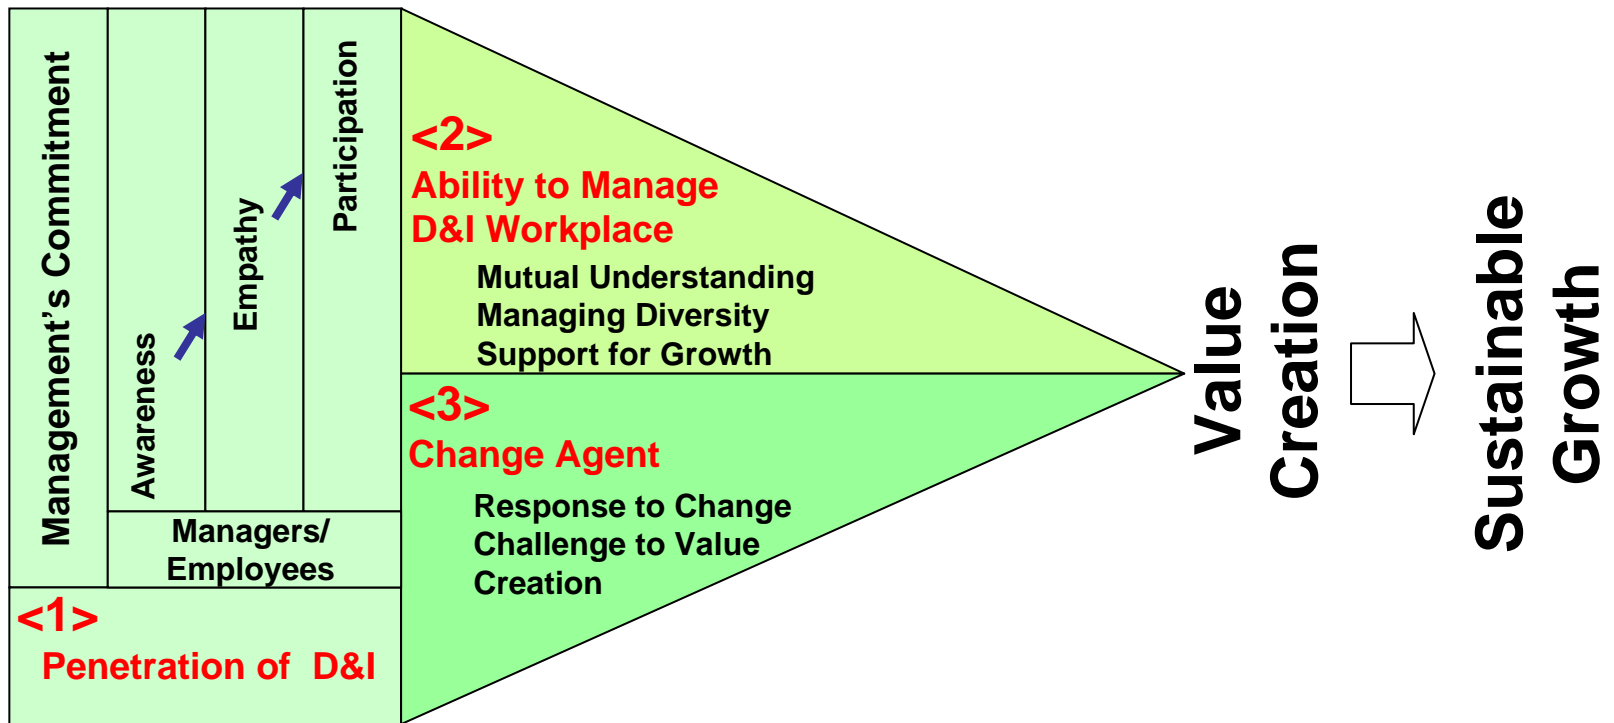 Management's Commitment
Awareness
Empathy
Participation
Managers/
Employees
<1>
Penetration of D&I
<2>
Ability to Manage
D&I Workplace
Mutual Understanding
Managing Diversity
Support for Growth
<3>
Change Agent
Response to Change
Challenge to Value
Creation
Value
Creation
Sustainable
Growth